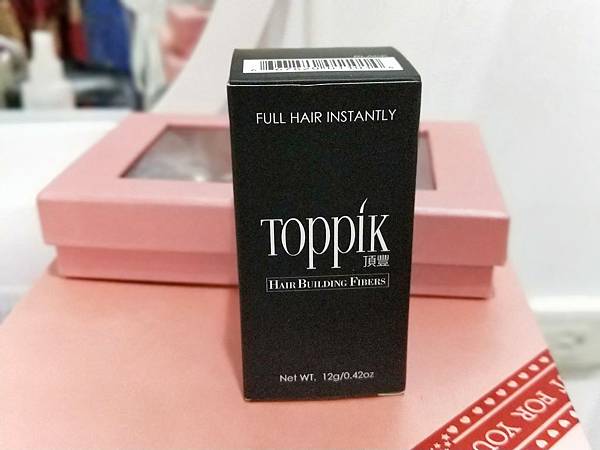 FULL HAIR INSTANTLY
TOPPIK
頂豐
HAIR BUILDING FIBERS
Net WT. 12g/0.42oz
FOR YOU